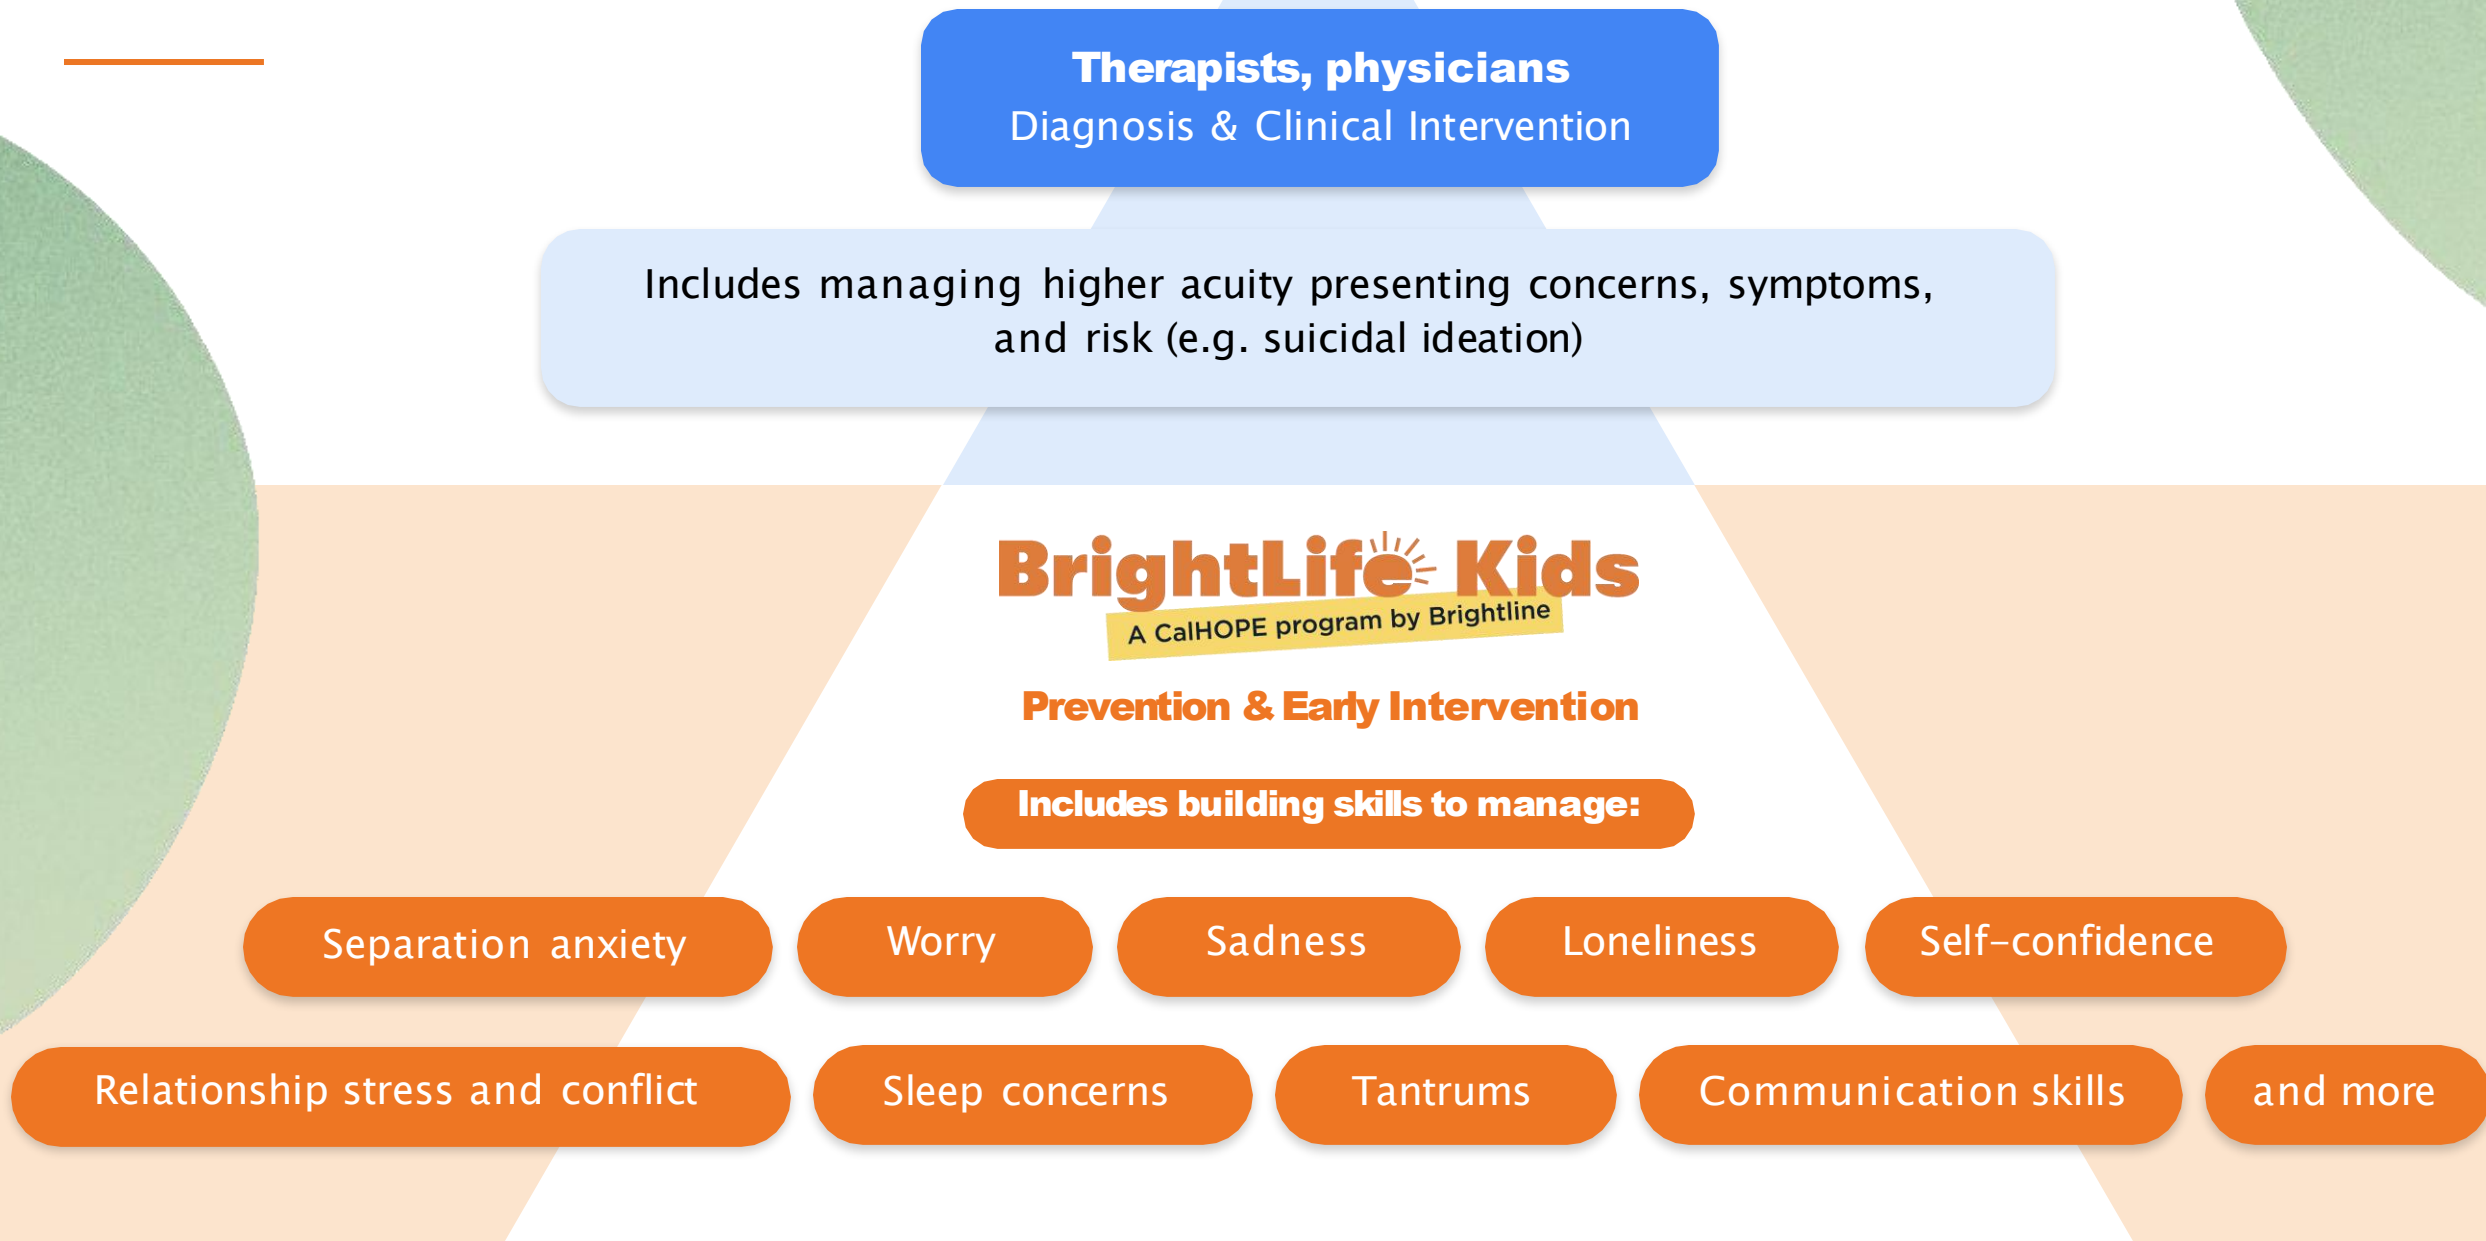 Therapists, physicians
Diagnosis & Clinical Intervention
Includes managing higher acuity presenting concerns, symptoms,
and risk (e.g. suicidal ideation)
BrightLife Kids
A CalHOPE program by Brightline
Prevention & Early Intervention
Includes building skills to manage:
Separation anxiety
Worry
Sadness
Loneliness
Self-confidence
Relationship stress and conflict
Sleep concerns
Tantrums
Communication skills
and more